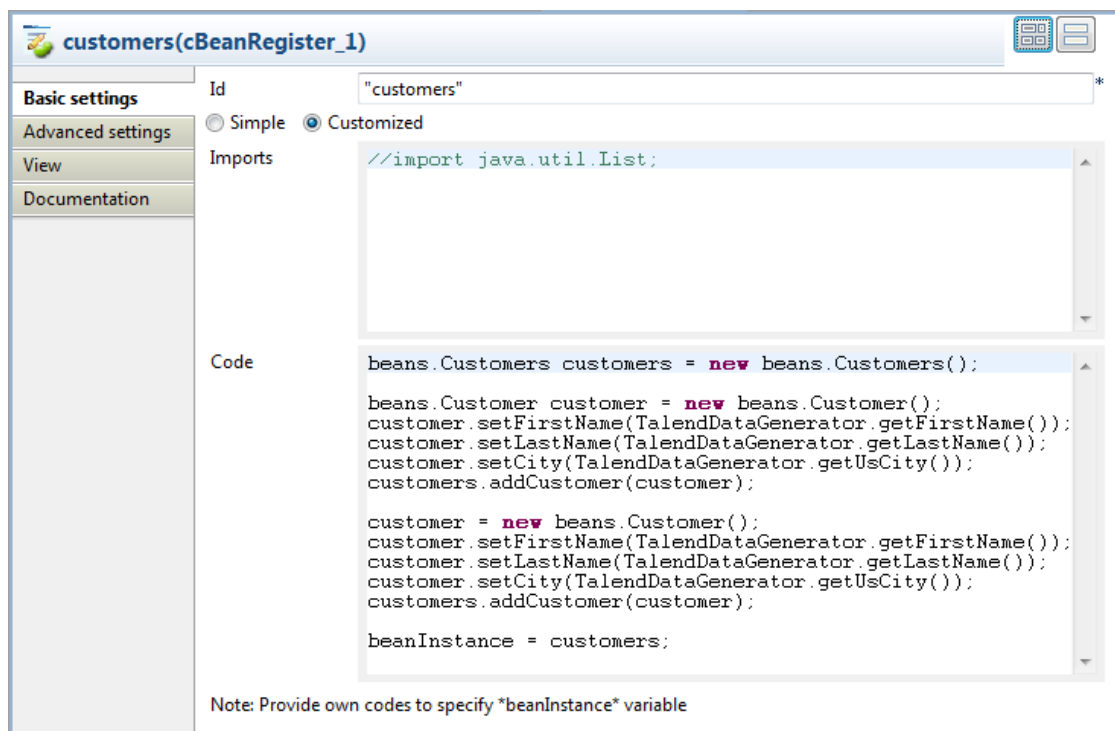 customers(cBeanRegister_1)
Basic settings
Advanced settings
View
Documentation
Id
"customers"
*
Simple
Customized
Imports
//import java.util.List;
Code
beans.Customers customers = new beans.Customers();
beans.Customer customer = new beans.Customer();
customer.setFirstName(TalendDataGenerator.getFirstName());
customer.setLastName(TalendDataGenerator.getLastName());
customer.setCity(TalendDataGenerator.getUsCity());
customers.addCustomer(customer);
customer = new beans.Customer();
customer.setFirstName(TalendDataGenerator.getFirstName());
customer.setLastName(TalendDataGenerator.getLastName());
customer.setCity(TalendDataGenerator.getUsCity());
customers.addCustomer(customer);
beanInstance = customers;
Note: Provide own codes to specify *beanInstance* variable